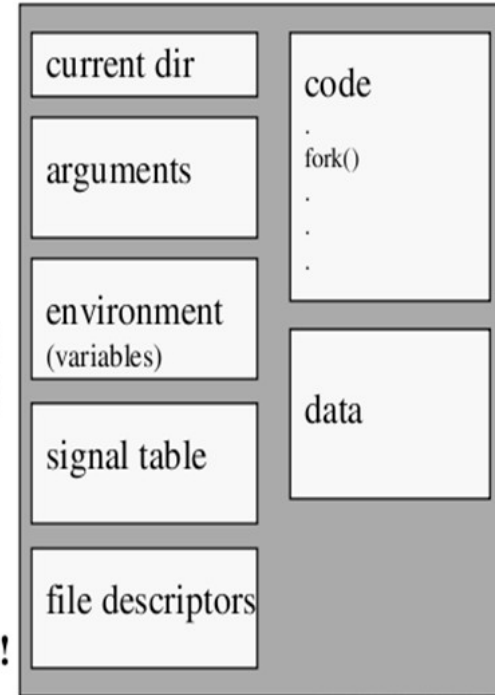 current dir
arguments
environment
(variables)
signal table
file descriptors
!
code
.
fork()
.
.
.
data